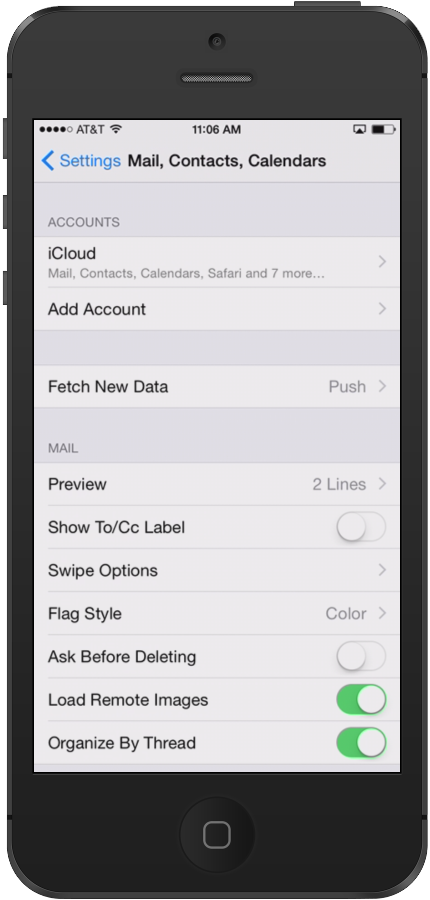 AT&T 11:06 AM
Settings Mail, Contacts, Calendars
ACCOUNTS
iCloud
Mail, Contacts, Calendars, Safari and 7 more...
Add Account
Fetch New Data Push
MAIL
Preview 2 Lines
Show To/Cc Label
Swipe Options
Flag Style Color
Ask Before Deleting
Load Remote Images
Organize By Thread